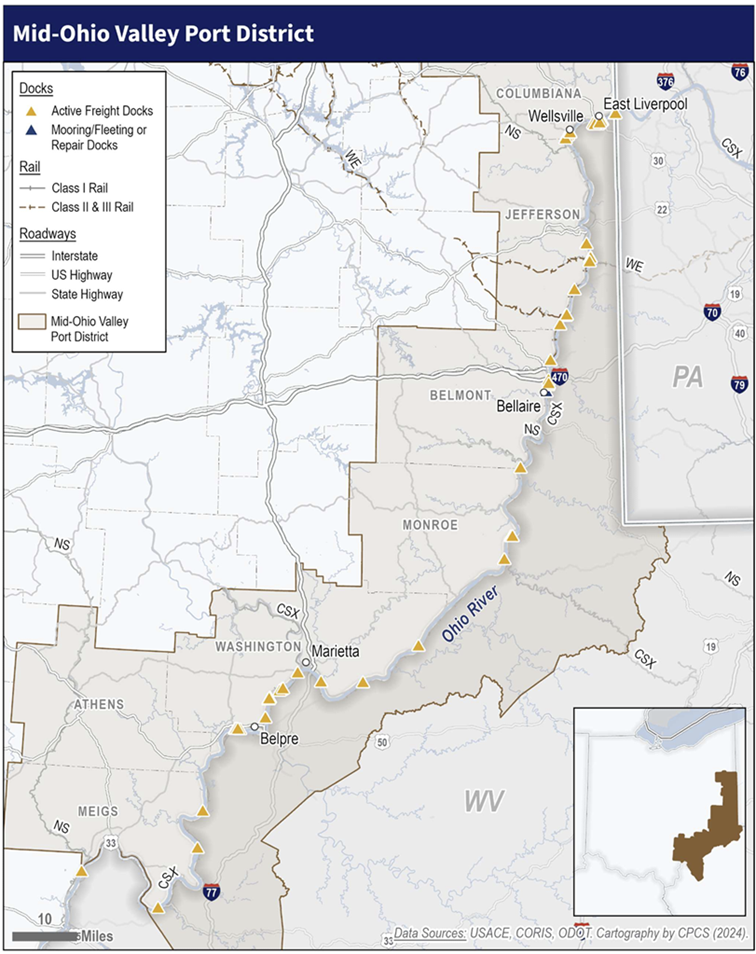 Mid-Ohio Valley Port District
Docks
Active Freight Docks
Mooring/Fleeting or
Repair Docks
Rail
Class I Rail
Class II & III Rail
Roadways
Interstate
US Highway
State Highway
Mid-Ohio Valley
Port District
76
376
COLUMBIANA
East Liverpool
Wellsville
NS
CSX
WE
30
22
JEFFERSON
WE
19
70
40
470
PA
79
BELMONT
Bellaire
CSX
NS
MONROE
NS
NS
Ohio River
CSX
WASHINGTON
Marietta
19
CSX
ATHENS
Belpre
50
MEIGS
NS
33
WV
CSX
77
10
Miles
33
Data Sources: USACE, CORIS, ODOT. Cartography by CPCS (2024).